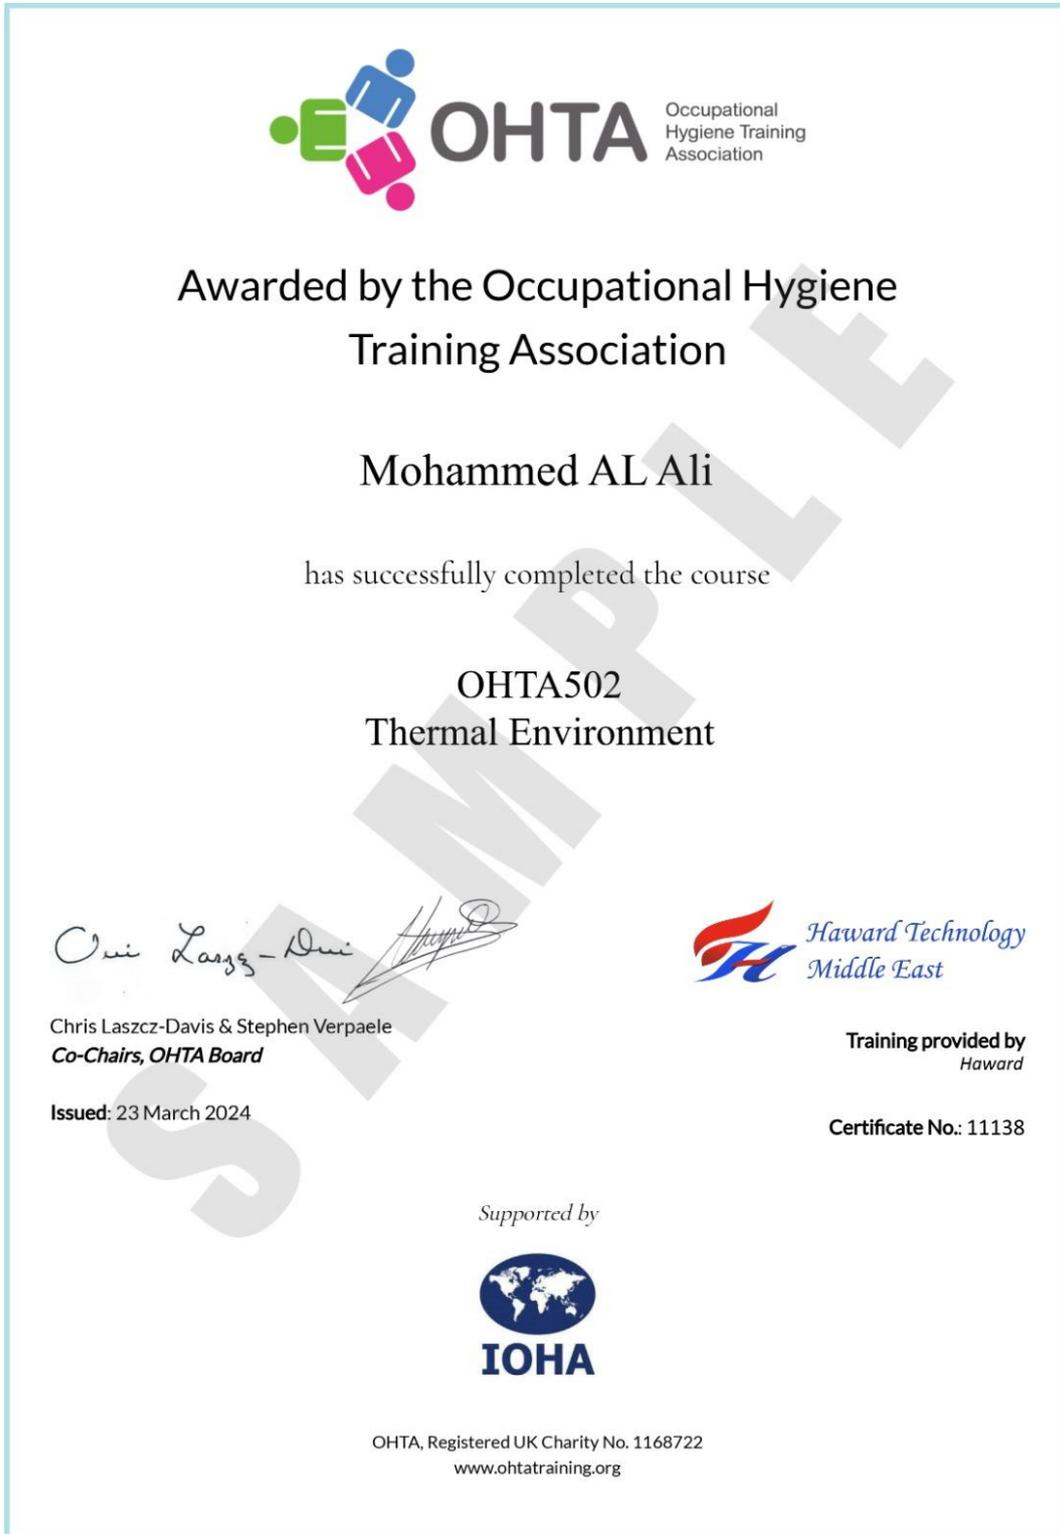 OHTA
Occupational
Hygiene Training
Association
Awarded by the Occupational Hygiene
Training Association
Mohammed AL Ali
has successfully completed the course
OHTA502
Thermal Environment
SAMPLE
Haward Technology
Middle East
Chris Laszcz-Davis & Stephen Verpaele
Co-Chairs, OHTA Board
Training provided by
Haward
Issued: 23 March 2024
Certificate No.: 11138
Supported by
IOHA
OHTA, Registered UK Charity No. 1168722
www.ohtatraining.org